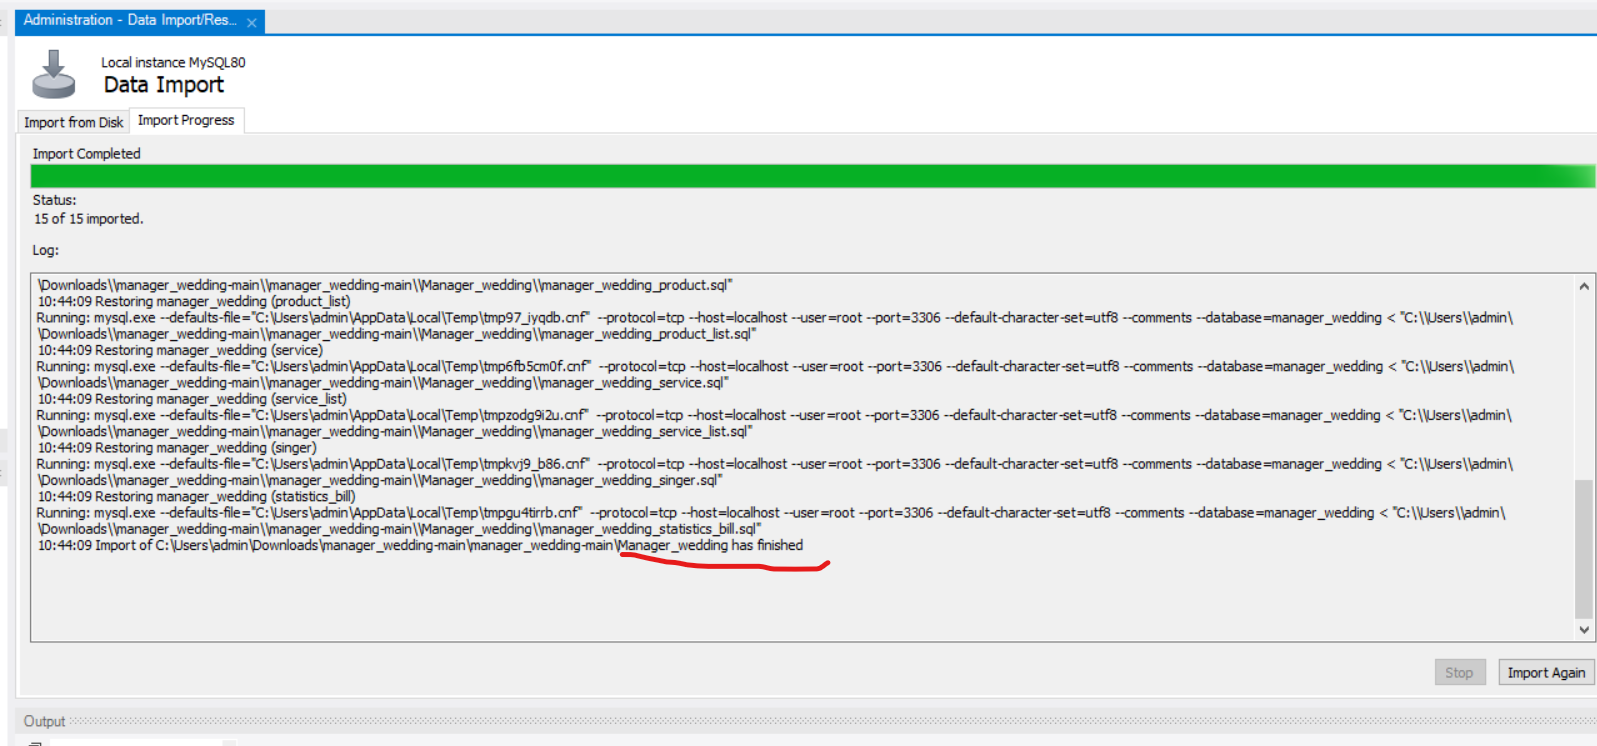 Administration - Data Import/Res... ×
Local instance MySQL80
Data Import
Import from Disk
Import Progress
Import Completed
Status:
15 of 15 imported.
Log:
\Downloads\\manager_wedding-main\\manager_wedding-main\\Manager_wedding\\manager_wedding_product.sql"
10:44:09 Restoring manager_wedding (product_list)
Running: mysql.exe --defaults-file="C:\Users\admin\AppData\Local\Temp\tmp97_iyqdb.cnf"  --protocol=tcp --host=localhost --user=root --port=3306 --default-character-set=utf8 --comments --database=manager_wedding < "C:\\Users\\admin\
\Downloads\\manager_wedding-main\\manager_wedding-main\\Manager_wedding\\manager_wedding_product_list.sql"
10:44:09 Restoring manager_wedding (service)
Running: mysql.exe --defaults-file="C:\Users\admin\AppData\Local\Temp\tmp6fb5cm0f.cnf"  --protocol=tcp --host=localhost --user=root --port=3306 --default-character-set=utf8 --comments --database=manager_wedding < "C:\\Users\\admin\
\Downloads\\manager_wedding-main\\manager_wedding-main\\Manager_wedding\\manager_wedding_service.sql"
10:44:09 Restoring manager_wedding (service_list)
Running: mysql.exe --defaults-file="C:\Users\admin\AppData\Local\Temp\tmpzodg9i2u.cnf"  --protocol=tcp --host=localhost --user=root --port=3306 --default-character-set=utf8 --comments --database=manager_wedding < "C:\\Users\\admin\
\Downloads\\manager_wedding-main\\manager_wedding-main\\Manager_wedding\\manager_wedding_service_list.sql"
10:44:09 Restoring manager_wedding (singer)
Running: mysql.exe --defaults-file="C:\Users\admin\AppData\Local\Temp\tmpkvj9_b86.cnf"  --protocol=tcp --host=localhost --user=root --port=3306 --default-character-set=utf8 --comments --database=manager_wedding < "C:\\Users\\admin\
\Downloads\\manager_wedding-main\\manager_wedding-main\\Manager_wedding\\manager_wedding_singer.sql"
10:44:09 Restoring manager_wedding (statistics_bill)
Running: mysql.exe --defaults-file="C:\Users\admin\AppData\Local\Temp\tmpgu4tirrb.cnf"  --protocol=tcp --host=localhost --user=root --port=3306 --default-character-set=utf8 --comments --database=manager_wedding < "C:\\Users\\admin\
\Downloads\\manager_wedding-main\\manager_wedding-main\\Manager_wedding\\manager_wedding_statistics_bill.sql"
10:44:09 Import of C:\Users\admin\Downloads\manager_wedding-main\manager_wedding-main\Manager_wedding has finished
Stop
Import Again
Output